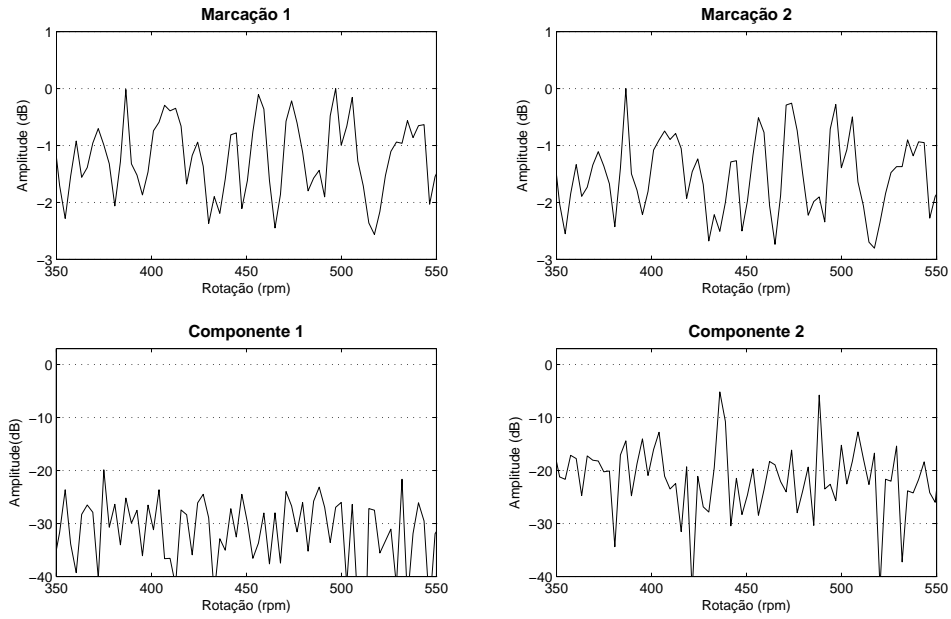 Marcação 1
1
0
−1
−2
−3
Amplitude (dB)
350 400 450 500 550
Rotação (rpm)
Marcação 2
1
0
−1
−2
−3
Amplitude (dB)
350 400 450 500 550
Rotação (rpm)
Componente 1
0
−10
−20
−30
−40
Amplitude(dB)
350 400 450 500 550
Rotação (rpm)
Componente 2
0
−10
−20
−30
−40
Amplitude (dB)
350 400 450 500 550
Rotação (rpm)